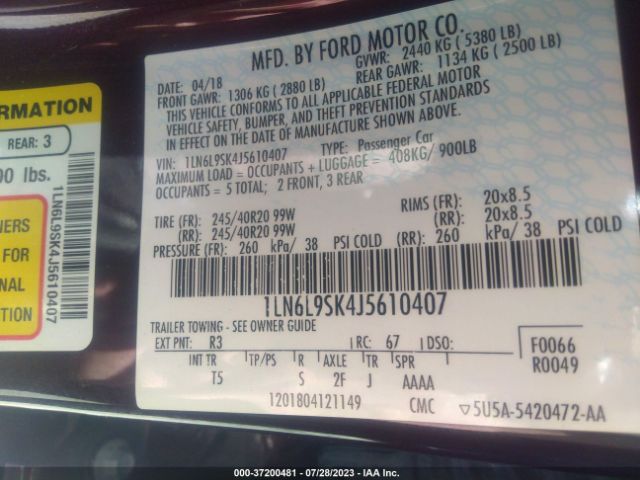 MFD. BY FORD MOTOR CO.
DATE: 04/18 GVWR: 2440 KG ( 5380 LB)
FRONT GAWR: 1306 KG ( 2880 LB) REAR GAWR: 1134 KG ( 2500 LB)
THIS VEHICLE CONFORMS TO ALL APPLICABLE FEDERAL MOTOR
VEHICLE SAFETY, BUMPER, AND THEFT PREVENTION STANDARDS
IN EFFECT ON THE DATE OF MANUFACTURE SHOWN ABOVE.
VIN: 1LN6L9SK4J5610407 TYPE: Passenger Car
MAXIMUM LOAD = OCCUPANTS + LUGGAGE = 408KG/ 900LB
OCCUPANTS = 5 TOTAL; 2 FRONT, 3 REAR
TIRE (FR): 245/40R20 99W RIMS (FR): 20x8.5
(RR): 245/40R20 99W (RR): 20x8.5
PRESSURE (FR): 260 kPa/ 38 PSI COLD (RR): 260 kPa/ 38 PSI COLD
1LN6L9SK4J5610407
TRAILER TOWING - SEE OWNER GUIDE
EXT PNT: R3 RC: 67 DSO: F0066
R0049
INT TR TP/PS R AXLE TR SPR
T5 S 2F J AAAA
1201804121149 CMC 5U5A-5420472-AA
FORMATION
REAR: 3
00 lbs.
NERS
FOR
NAL
TION
1LN6L9SK4J5610407
000-37200481 - 07/28/2023 - IAA Inc.